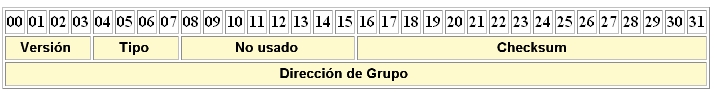 00 01 02 03 04 05 06 07 08 09 10 11 12 13 14 15 16 17 18 19 20 21 22 23 24 25 26 27 28 29 30 31
Versión Tipo No usado Checksum
Dirección de Grupo